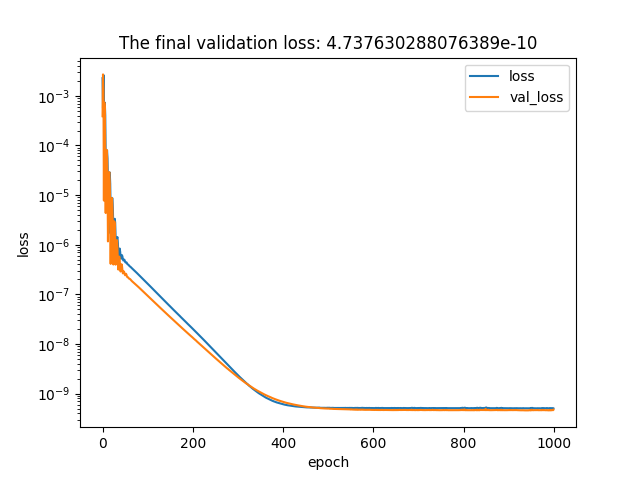 The final validation loss: 4.737630288076389e-10
loss
val_loss
10⁻³
10⁻⁴
10⁻⁵
10⁻⁶
10⁻⁷
10⁻⁸
10⁻⁹
loss
0 200 400 600 800 1000
epoch